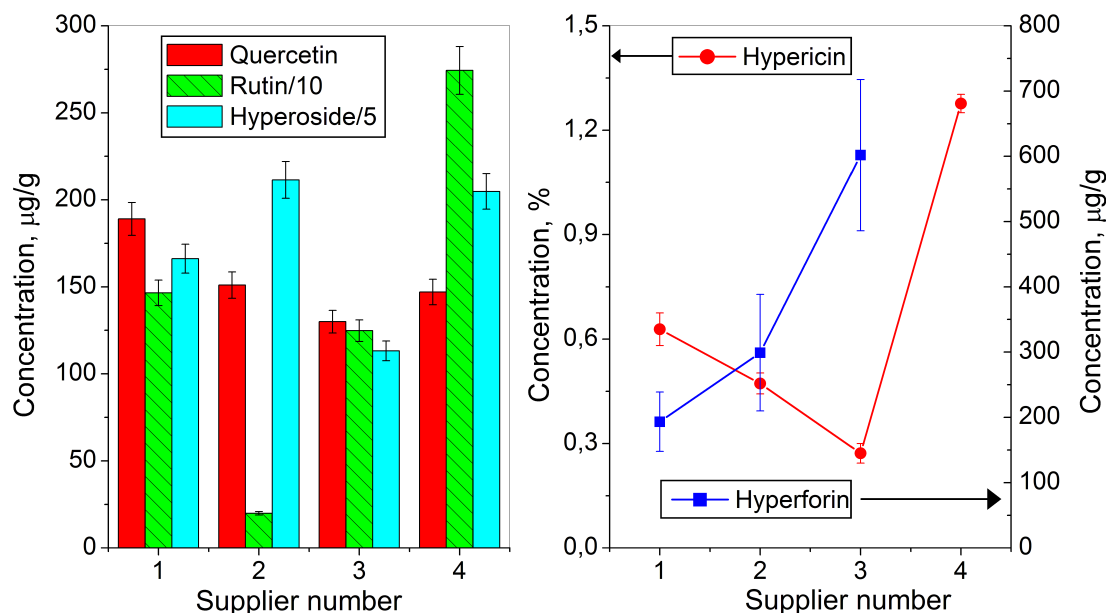 Concentration, μg/g
300
250
200
150
100
50
0
Quercetin
Rutin/10
Hyperoside/5
1 2 3 4
Supplier number
Concentration, %
1,5
1,2
0,9
0,6
0,3
0,0
Hypericin
Hyperforin
1 2 3 4
Supplier number
800
700
600
500
400
300
200
100
0
Concentration, μg/g